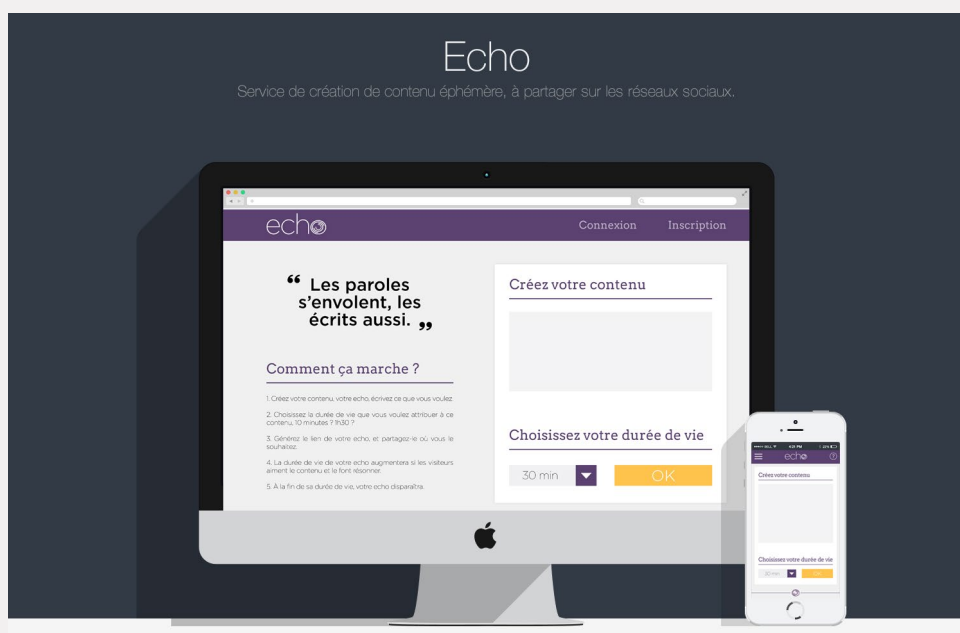 Echo
Service de création de contenu éphémère, à partager sur les réseaux sociaux.
echo
Connexion
Inscription
“ Les paroles
s’envolent, les
écrits aussi. ”
Comment ça marche ?
1. Créez votre contenu, votre echo, écrivez ce que vous voulez.
2. Choisissez la durée de vie que vous voulez attribuer à ce
contenu, 10 minutes ? 1h30 ?
3. Générez le lien de votre echo, et partagez-le où vous le
souhaitez.
4. La durée de vie de votre echo augmentera si les visiteurs
aiment le contenu et le font résonner.
5. À la fin de sa durée de vie, votre echo disparaîtra.
Créez votre contenu
Choisissez votre durée de vie
30 min
OK
4:21 PM
echo
?
Créez votre contenu
Choisissez votre durée de vie
30 min
OK